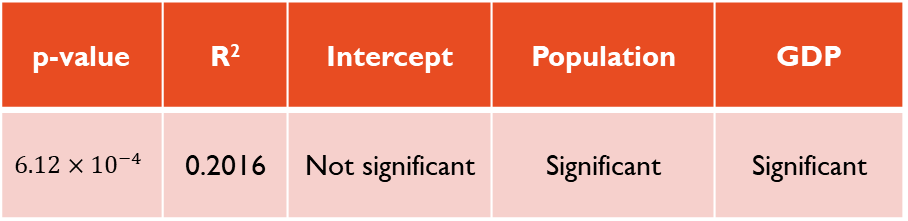 p-value R² Intercept Population GDP
6.12 × 10⁻⁴ 0.2016 Not significant Significant Significant